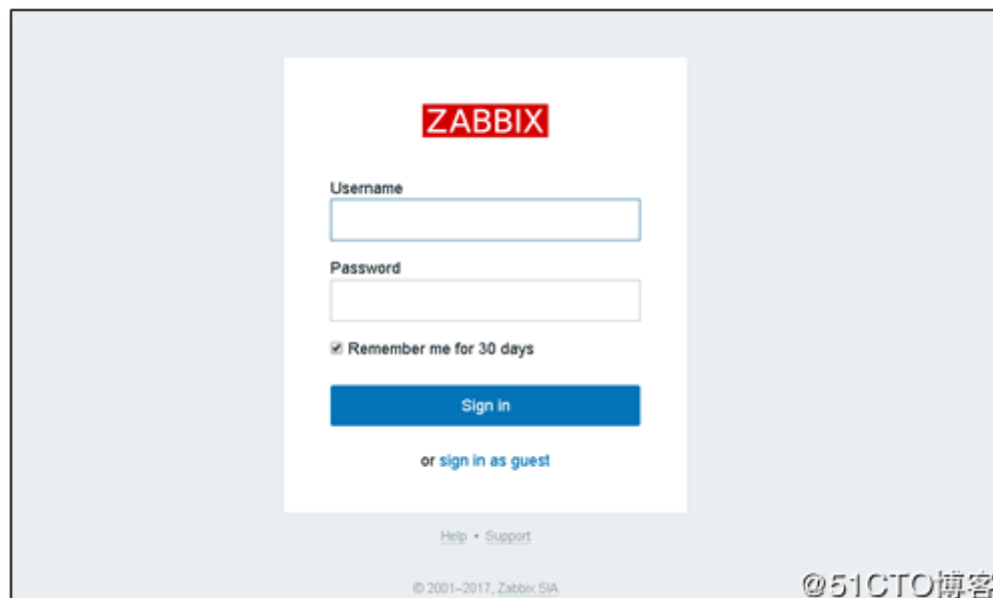 ZABBIX
Username
Password
Remember me for 30 days
Sign in
or sign in as guest
Help • Support
© 2001–2017, Zabbix SIA
@51CTO博客